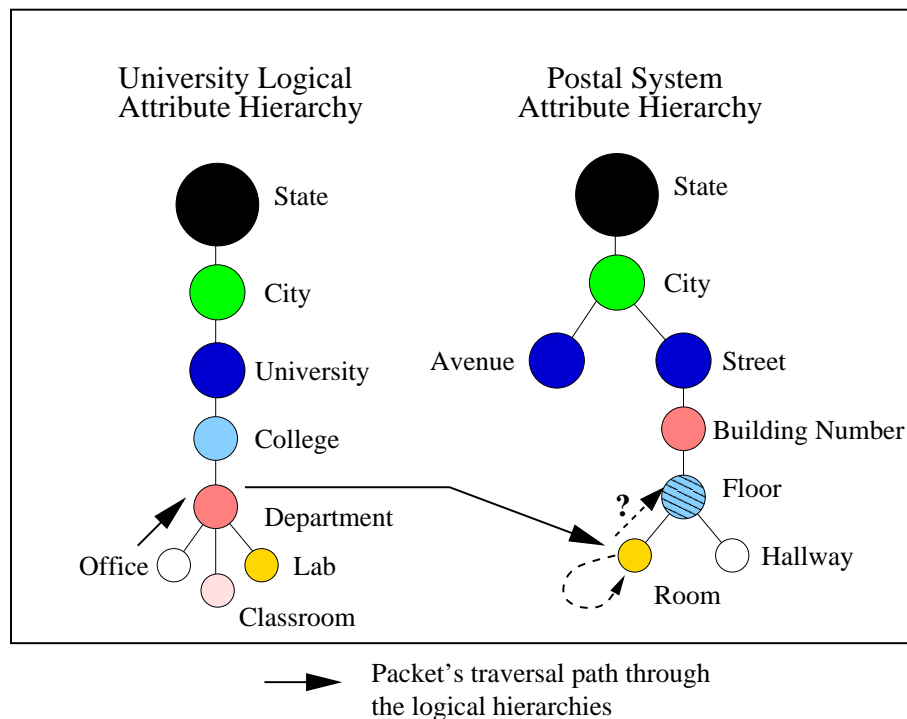 University Logical
Attribute Hierarchy
State
City
University
College
Department
Office
Lab
Classroom
Postal System
Attribute Hierarchy
State
City
Avenue
Street
Building Number
Floor
?
Hallway
Room
Packet's traversal path through
the logical hierarchies